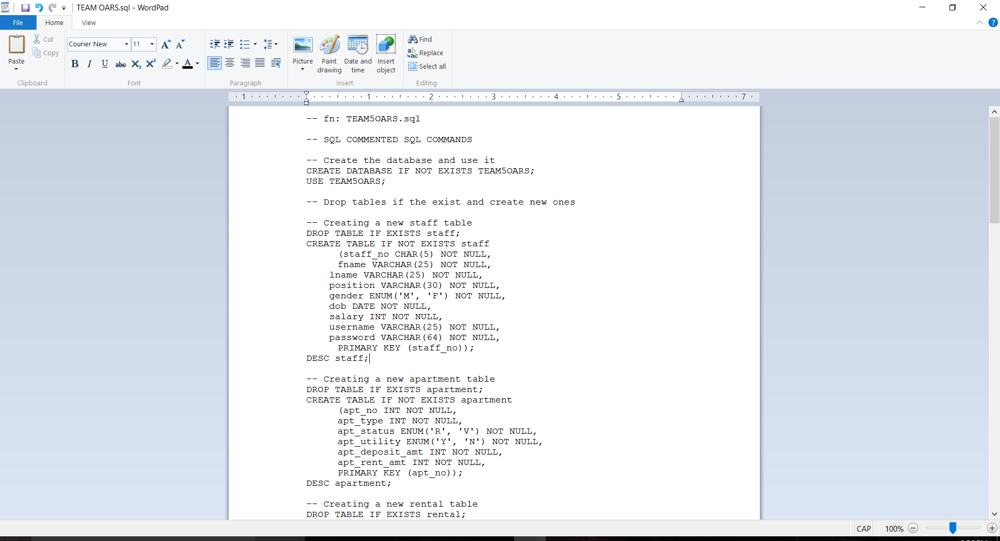 TEAM OARS.sql - WordPad
File Home View
Paste
Cut
Copy
Clipboard
Courier New 11
A A
B I U abc X2 X2 A
Font
Paragraph
Picture
Paint drawing
Date and time
Insert object
Insert
Find
Replace
Select all
Editing
1 1 2 3 4 5 7
-- fn: TEAM5OARS.sql
-- SQL COMMENTED SQL COMMANDS
-- Create the database and use it
CREATE DATABASE IF NOT EXISTS TEAM5OARS;
USE TEAM5OARS;
-- Drop tables if the exist and create new ones
-- Creating a new staff table
DROP TABLE IF EXISTS staff;
CREATE TABLE IF NOT EXISTS staff
(staff_no CHAR(5) NOT NULL,
fname VARCHAR(25) NOT NULL,
lname VARCHAR(25) NOT NULL,
position VARCHAR(30) NOT NULL,
gender ENUM('M', 'F') NOT NULL,
dob DATE NOT NULL,
salary INT NOT NULL,
username VARCHAR(25) NOT NULL,
password VARCHAR(64) NOT NULL,
PRIMARY KEY (staff_no));
DESC staff;
-- Creating a new apartment table
DROP TABLE IF EXISTS apartment;
CREATE TABLE IF NOT EXISTS apartment
(apt_no INT NOT NULL,
apt_type INT NOT NULL,
apt_status ENUM('R', 'V') NOT NULL,
apt_utility ENUM('Y', 'N') NOT NULL,
apt_deposit_amt INT NOT NULL,
apt_rent_amt INT NOT NULL,
PRIMARY KEY (apt_no));
DESC apartment;
-- Creating a new rental table
DROP TABLE IF EXISTS rental;
CAP 100%